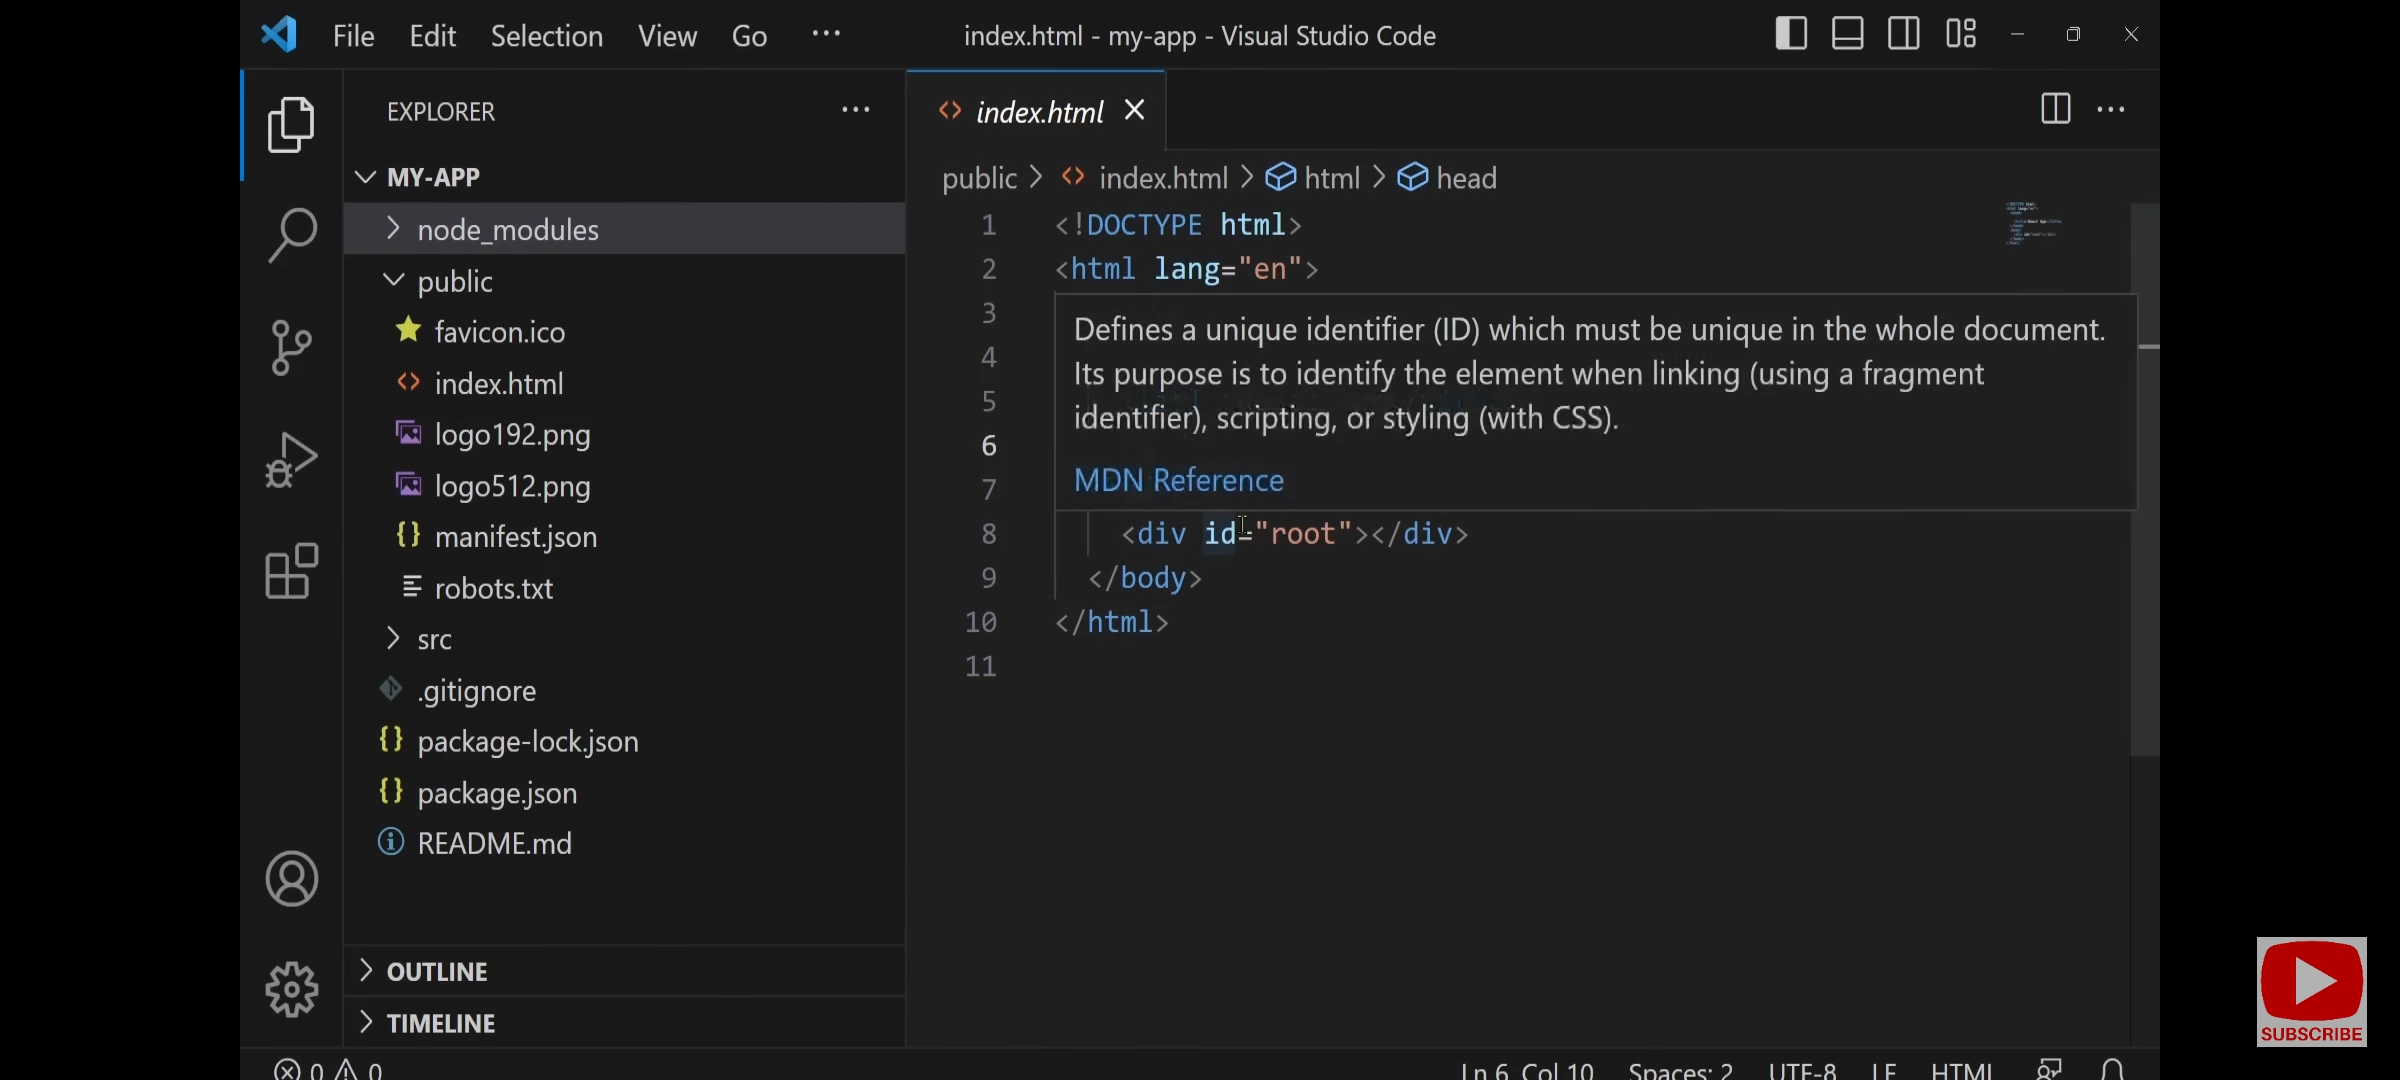 File Edit Selection View Go ··· index.html - my-app - Visual Studio Code
EXPLORER ···
MY-APP
node_modules
public
favicon.ico
index.html
logo192.png
logo512.png
manifest.json
robots.txt
src
.gitignore
package-lock.json
package.json
README.md
OUTLINE
TIMELINE
index.html
public > index.html > html > head
1 <!DOCTYPE html>
2 <html lang="en">
3
4
5
6
7
Defines a unique identifier (ID) which must be unique in the whole document.
Its purpose is to identify the element when linking (using a fragment
identifier), scripting, or styling (with CSS).
MDN Reference
8 <div id="root"></div>
9 </body>
10 </html>
11
0 0 Ln 6, Col 10 Spaces: 2 UTF-8 LF HTML
SUBSCRIBE